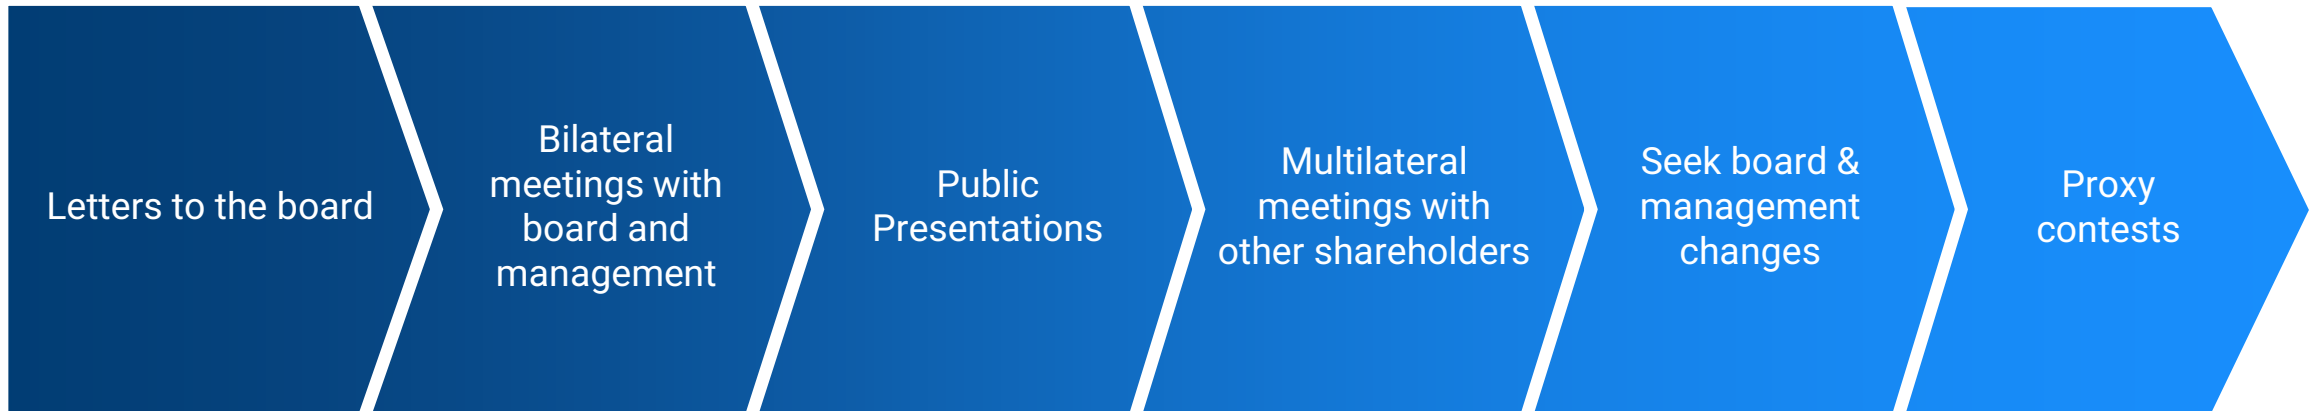 Letters to the board
Bilateral
meetings with
board and
management
Public
Presentations
Multilateral
meetings with
other shareholders
Seek board &
management
changes
Proxy
contests